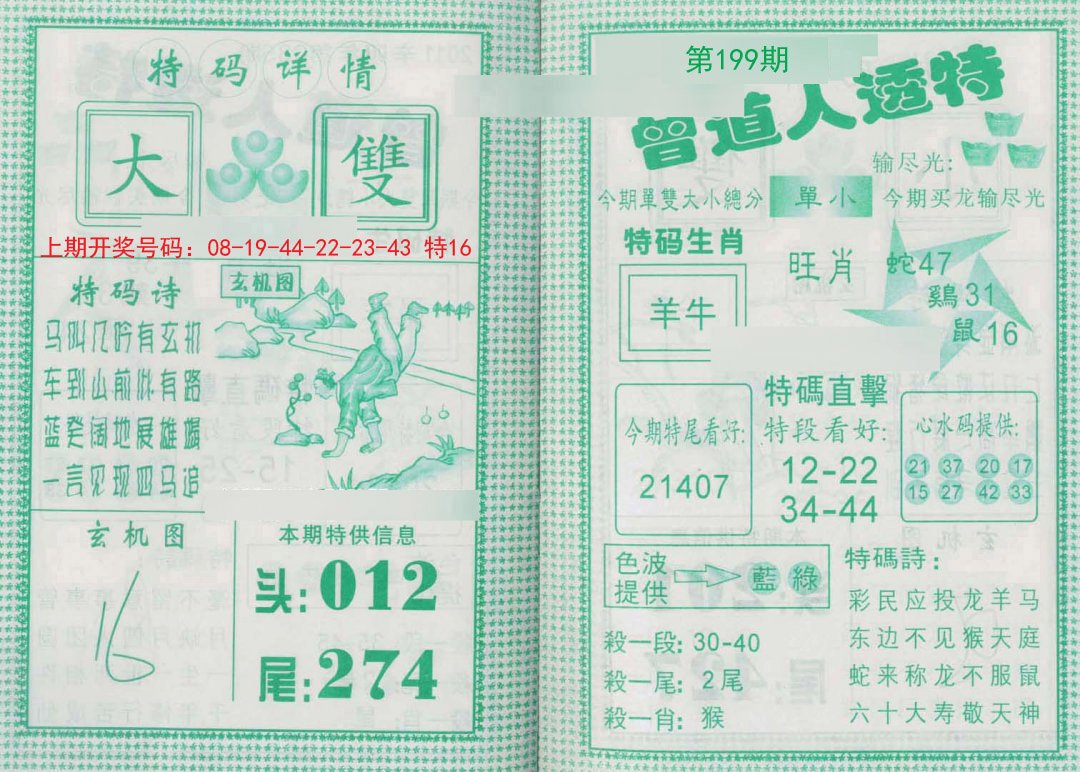 特码详情
大 雙
上期开奖号码：08-19-44-22-23-43 特16
特码诗
马叫几吟有玄机
车到山前必有路
蓝癸阔地展雄媚
一言见现四马追
玄机图
玄机图
16
本期特供信息
头:012
尾:274
第199期
曾道人透特
输尽光:
今期單雙大小總分 單小 今期买龙输尽光
特码生肖
羊牛
旺肖
蛇47
鷄31
鼠16
今期特尾看好:
21407
特碼直擊
特段看好:
12-22
34-44
心水码提供:
21 37 20 17
15 27 42 33
色波提供
藍 綠
殺一段: 30-40
殺一尾: 2尾
殺一肖: 猴
特碼詩:
彩民应投龙羊马
东边不见猴天庭
蛇来称龙不服鼠
六十大寿敬天神